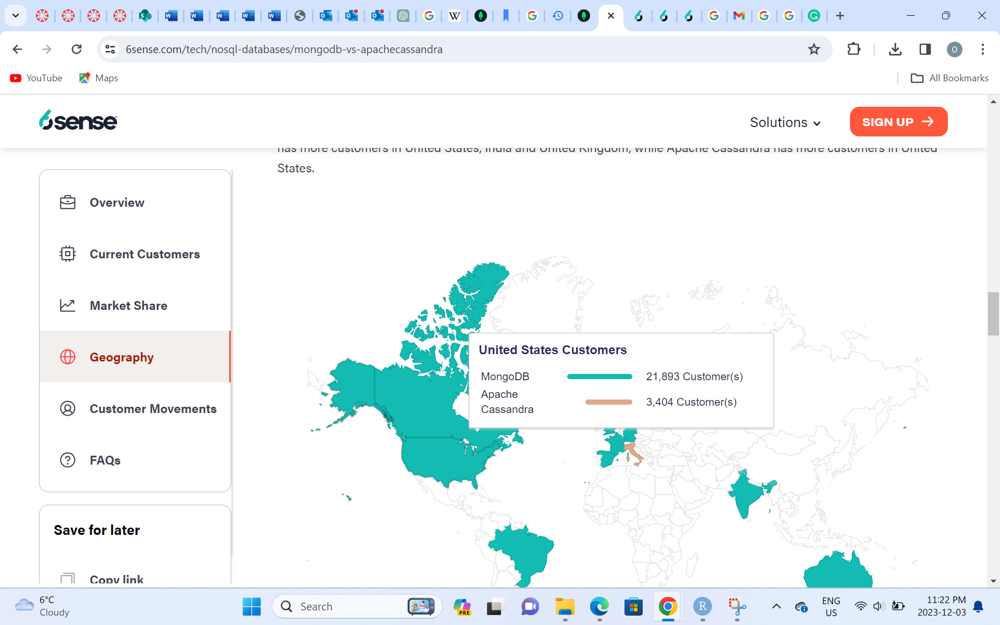 6sense.com/tech/nosql-databases/mongodb-vs-apachecassandra
O
YouTube
Maps
All Bookmarks
6sense
Solutions
SIGN UP
has more customers in United States, India and United Kingdom, while Apache Cassandra has more customers in United
States.
Overview
Current Customers
Market Share
Geography
Customer Movements
FAQs
Save for later
Copy link
United States Customers
MongoDB
21,893 Customer(s)
Apache
Cassandra
3,404 Customer(s)
6°C
Cloudy
Search
PRE
R
ENG
US
11:22 PM
2023-12-03